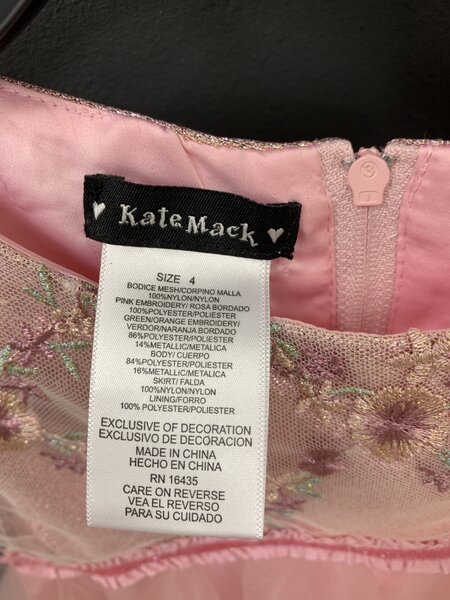 3
♥ Kate Mack ♥
SIZE 4
BODICE MESH/CORPINO MALLA
100%NYLON/NYLON
PINK EMBROIDERY/ ROSA BORDADO
100%POLYESTER/POLIESTER
GREEN/ORANGE EMBROIDERY/
VERDOR/NARANJA BORDADO
86%POLYESTER/POLIESTER
14%METALLIC/METALICA
BODY/ CUERPO
84%POLYESTER/POLIESTER
16%METALLIC/METALICA
SKIRT/ FALDA
100%NYLON/NYLON
LINING/FORRO
100% POLYESTER/POLIESTER
EXCLUSIVE OF DECORATION
EXCLUSIVO DE DECORACION
MADE IN CHINA
HECHO EN CHINA
RN 16435
CARE ON REVERSE
VEA EL REVERSO
PARA SU CUIDADO